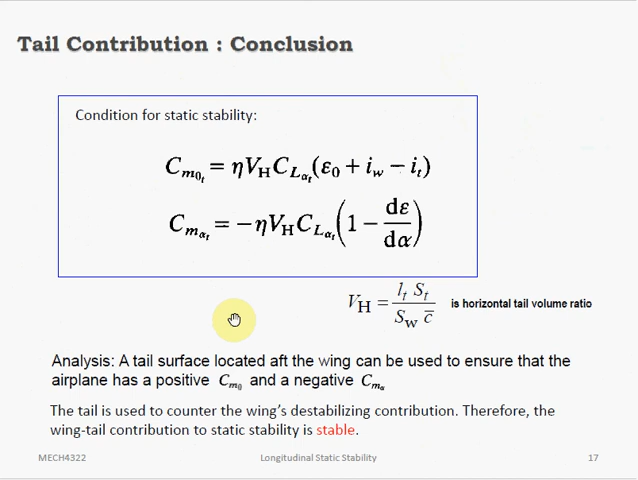 Tail Contribution : Conclusion
Condition for static stability:
C_{m_{0_t}} = ηV_H C_{L_{α_t}}(ε_0 + i_w − i_t)
C_{m_{α_t}} = −ηV_H C_{L_{α_t}}(1 − dε/dα)
V_H = l_t S_t / S_w c̄ is horizontal tail volume ratio
Analysis: A tail surface located aft the wing can be used to ensure that the
airplane has a positive C_{m_0} and a negative C_{m_α}
The tail is used to counter the wing's destabilizing contribution. Therefore, the
wing-tail contribution to static stability is stable.
MECH4322 Longitudinal Static Stability 17